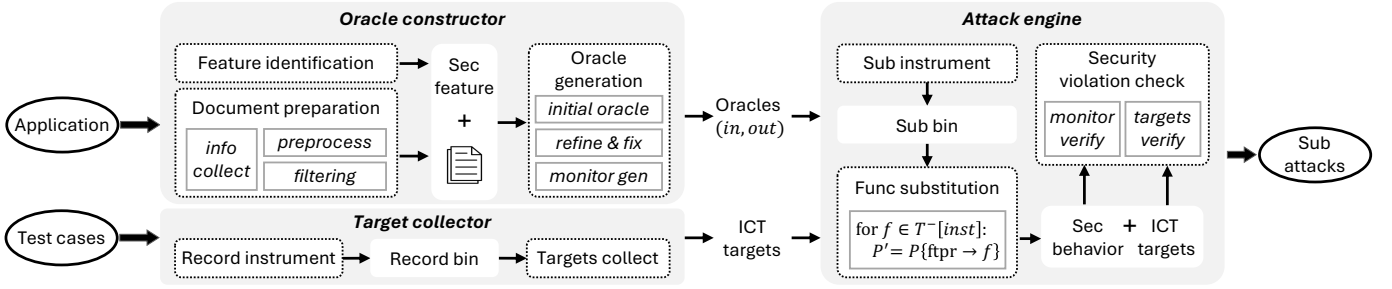 Oracle constructor
Attack engine
Feature identification
Document preparation
info
collect
preprocess
filtering
Sec
feature
+
Oracle
generation
initial oracle
refine & fix
monitor gen
Application
Oracles
(in, out)
Sub instrument
Sub bin
Func substitution
for f ∈ T⁻[inst]:
P′= P{ftpr → f}
Security
violation check
monitor
verify
targets
verify
Sec
behavior
+
ICT
targets
Sub
attacks
Test cases
Target collector
Record instrument
Record bin
Targets collect
ICT
targets